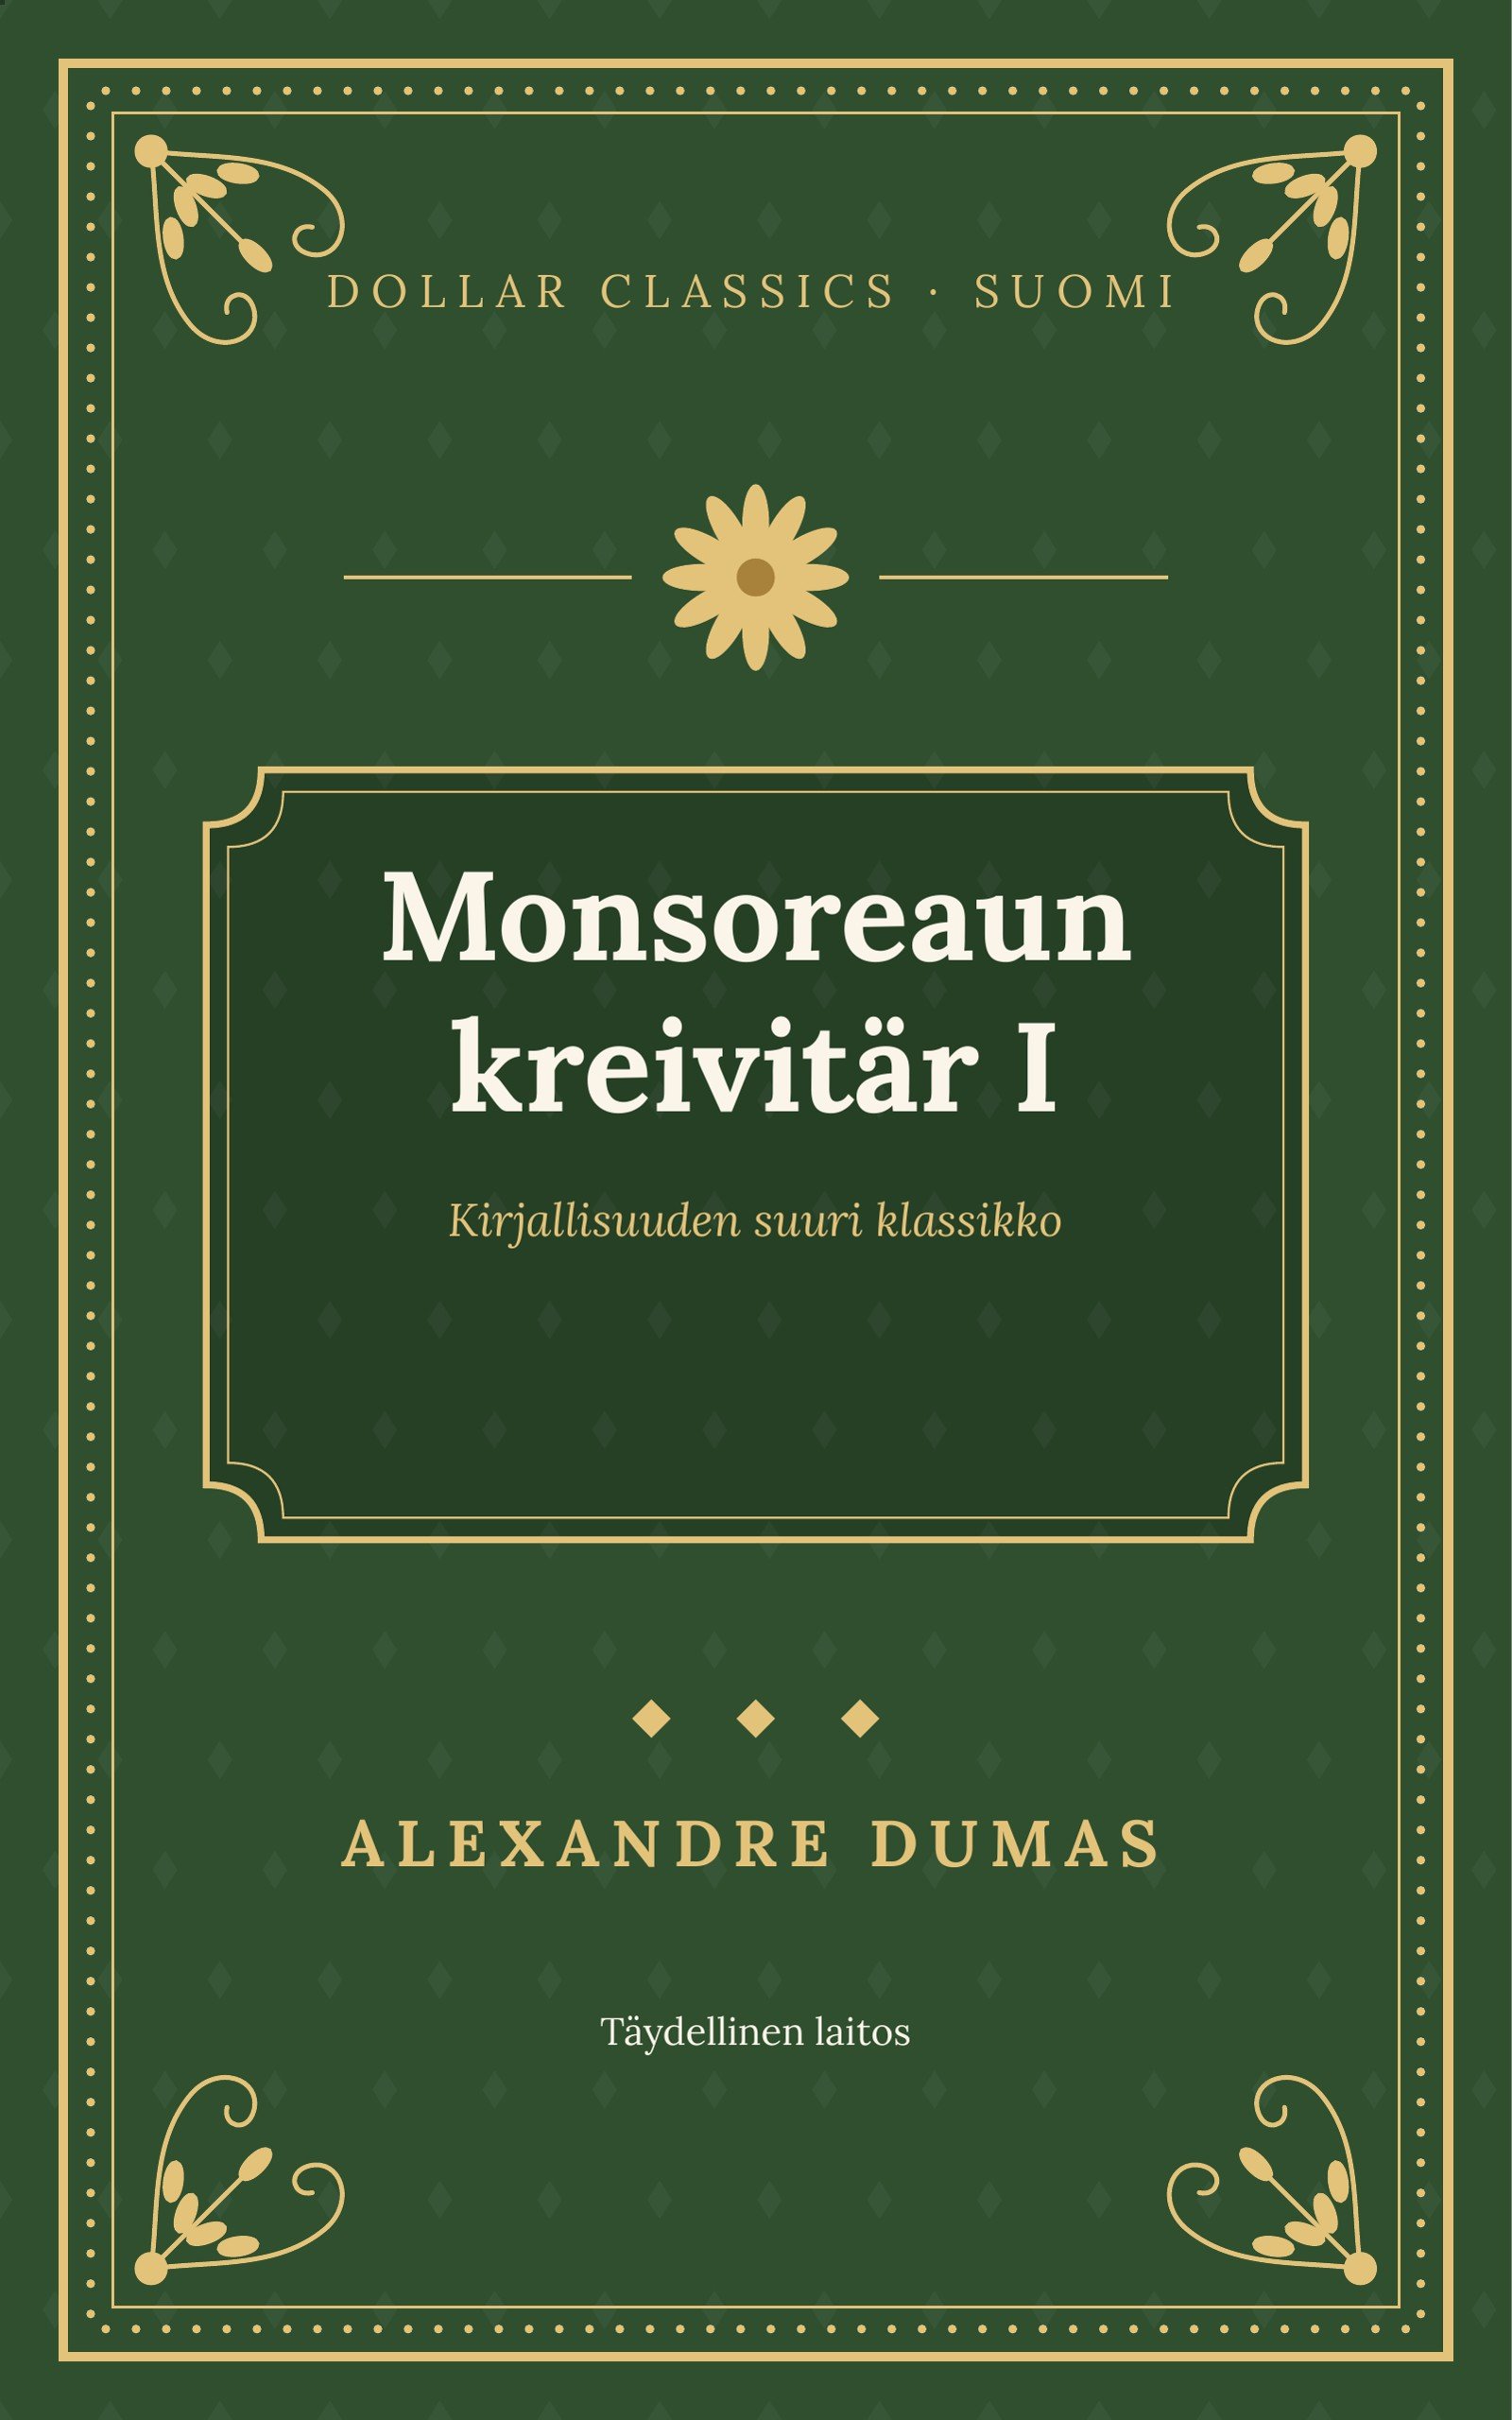 DOLLAR CLASSICS · SUOMI
Monsoreaun
kreivitär I
Kirjallisuuden suuri klassikko
ALEXANDRE DUMAS
Täydellinen laitos